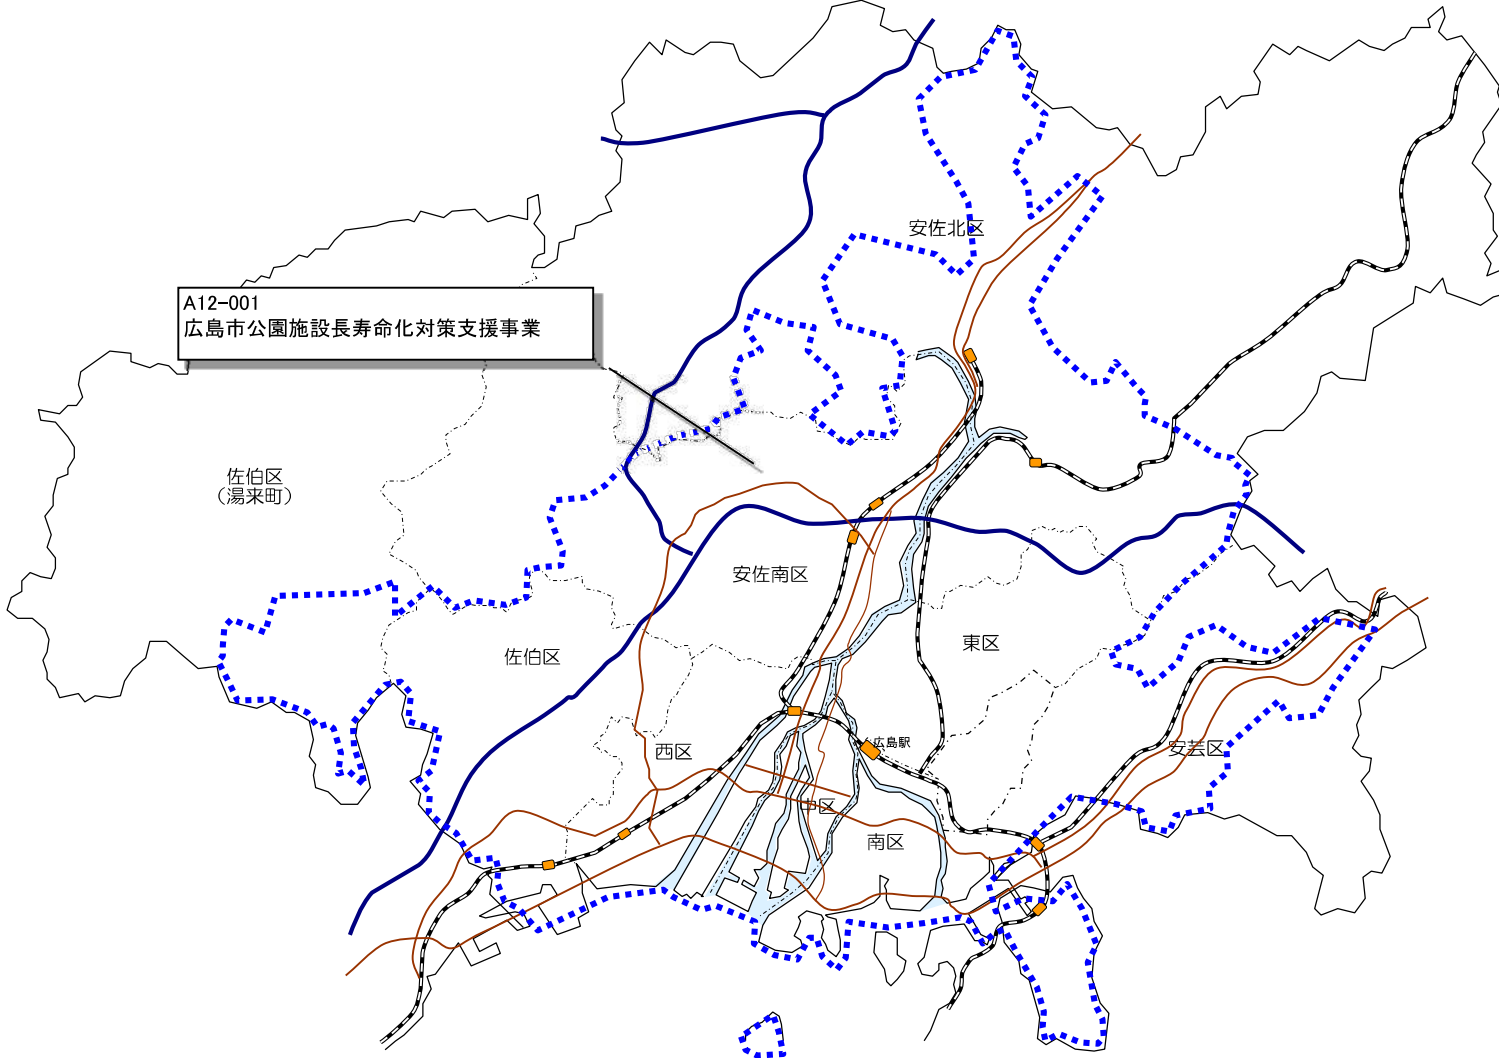 安佐北区
A12-001
広島市公園施設長寿命化対策支援事業
佐伯区
（湯来町）
安佐南区
東区
佐伯区
西区
広島駅
安芸区
中区
南区